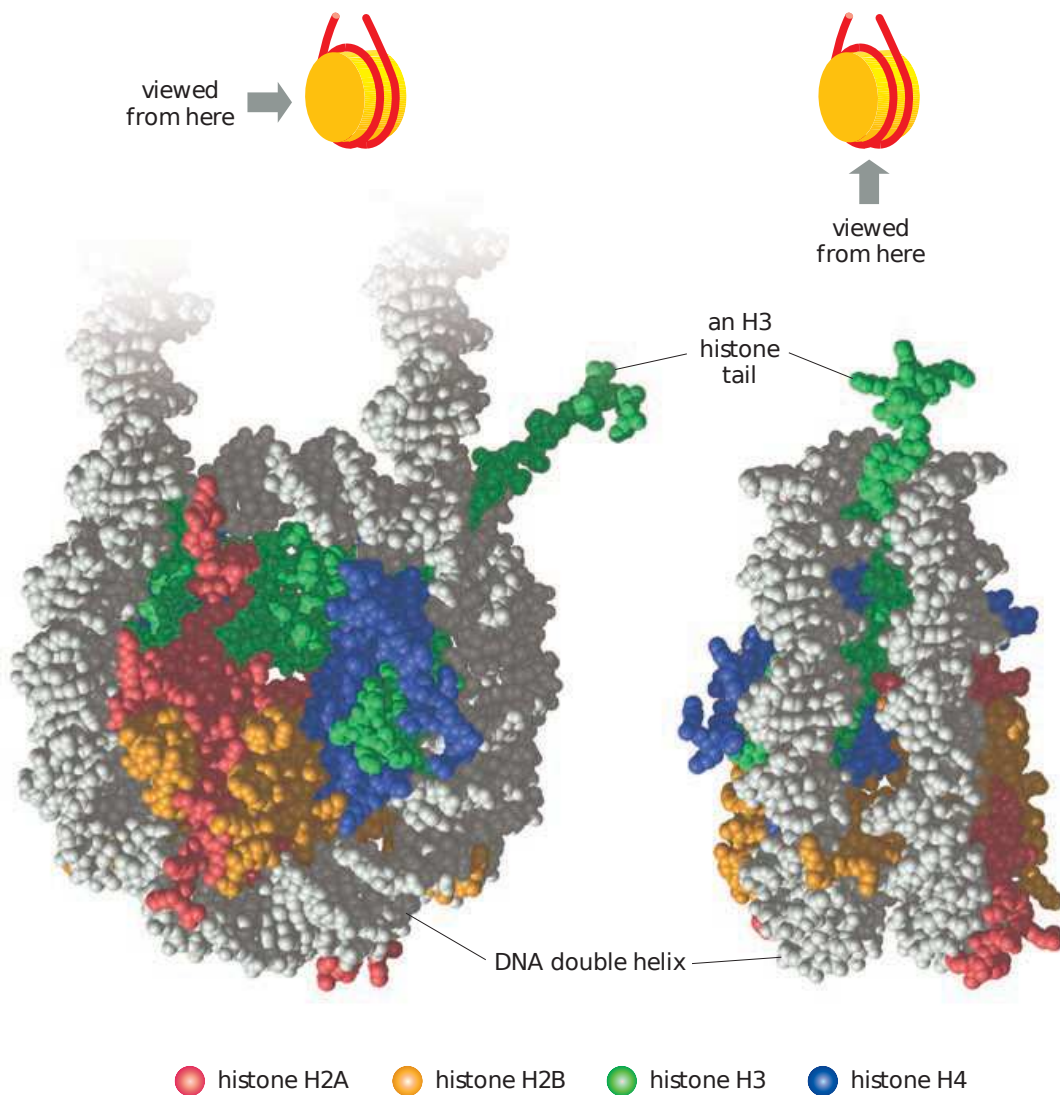 viewed
from here
viewed
from here
an H3
histone
tail
DNA double helix
histone H2A
histone H2B
histone H3
histone H4